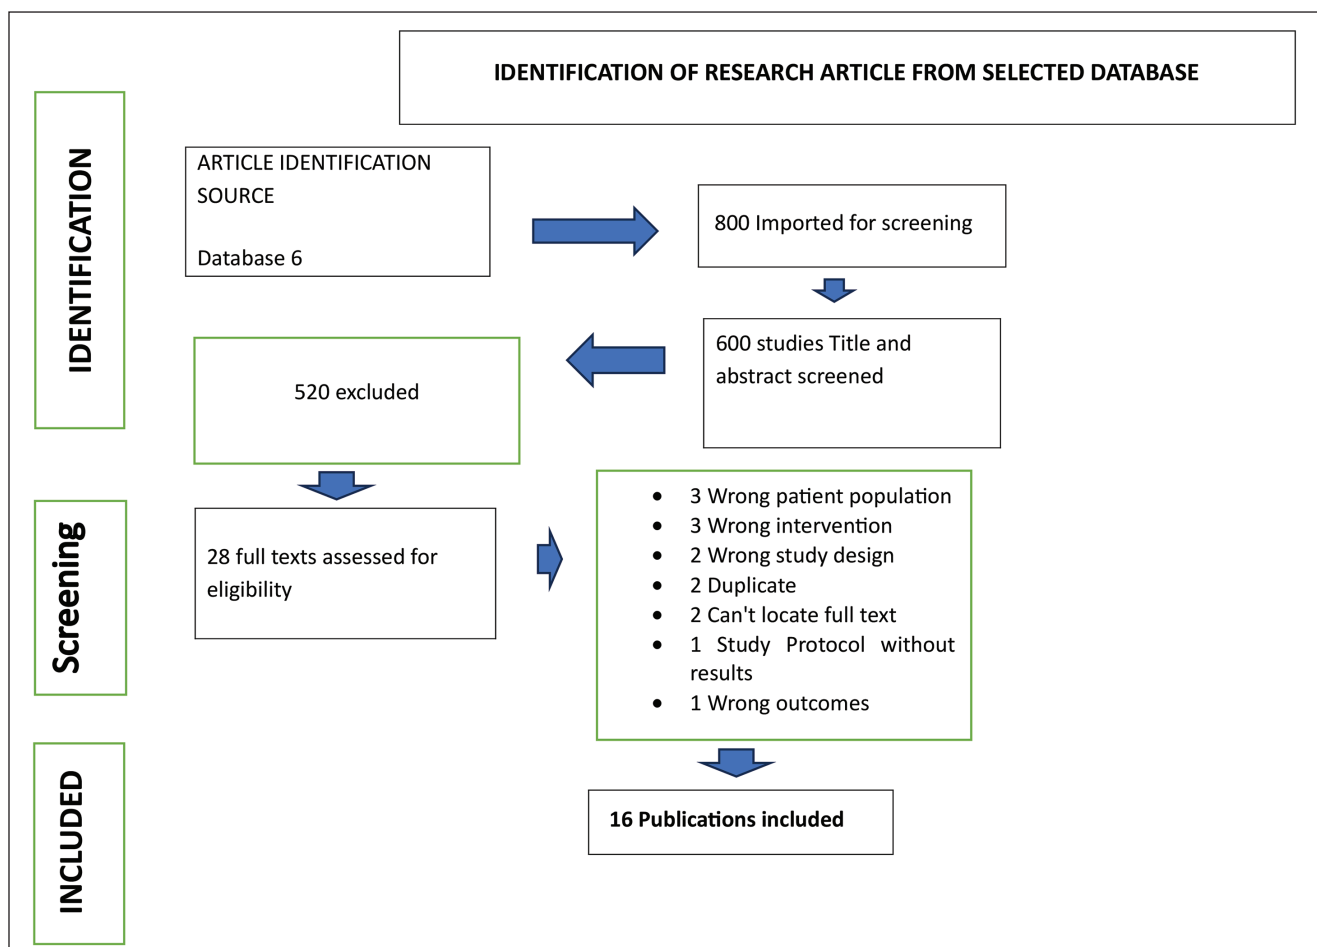 IDENTIFICATION OF RESEARCH ARTICLE FROM SELECTED DATABASE
IDENTIFICATION
ARTICLE IDENTIFICATION
SOURCE
Database 6
800 Imported for screening
600 studies Title and
abstract screened
520 excluded
Screening
28 full texts assessed for
eligibility
• 3 Wrong patient population
• 3 Wrong intervention
• 2 Wrong study design
• 2 Duplicate
• 2 Can't locate full text
• 1 Study Protocol without
results
• 1 Wrong outcomes
INCLUDED
16 Publications included